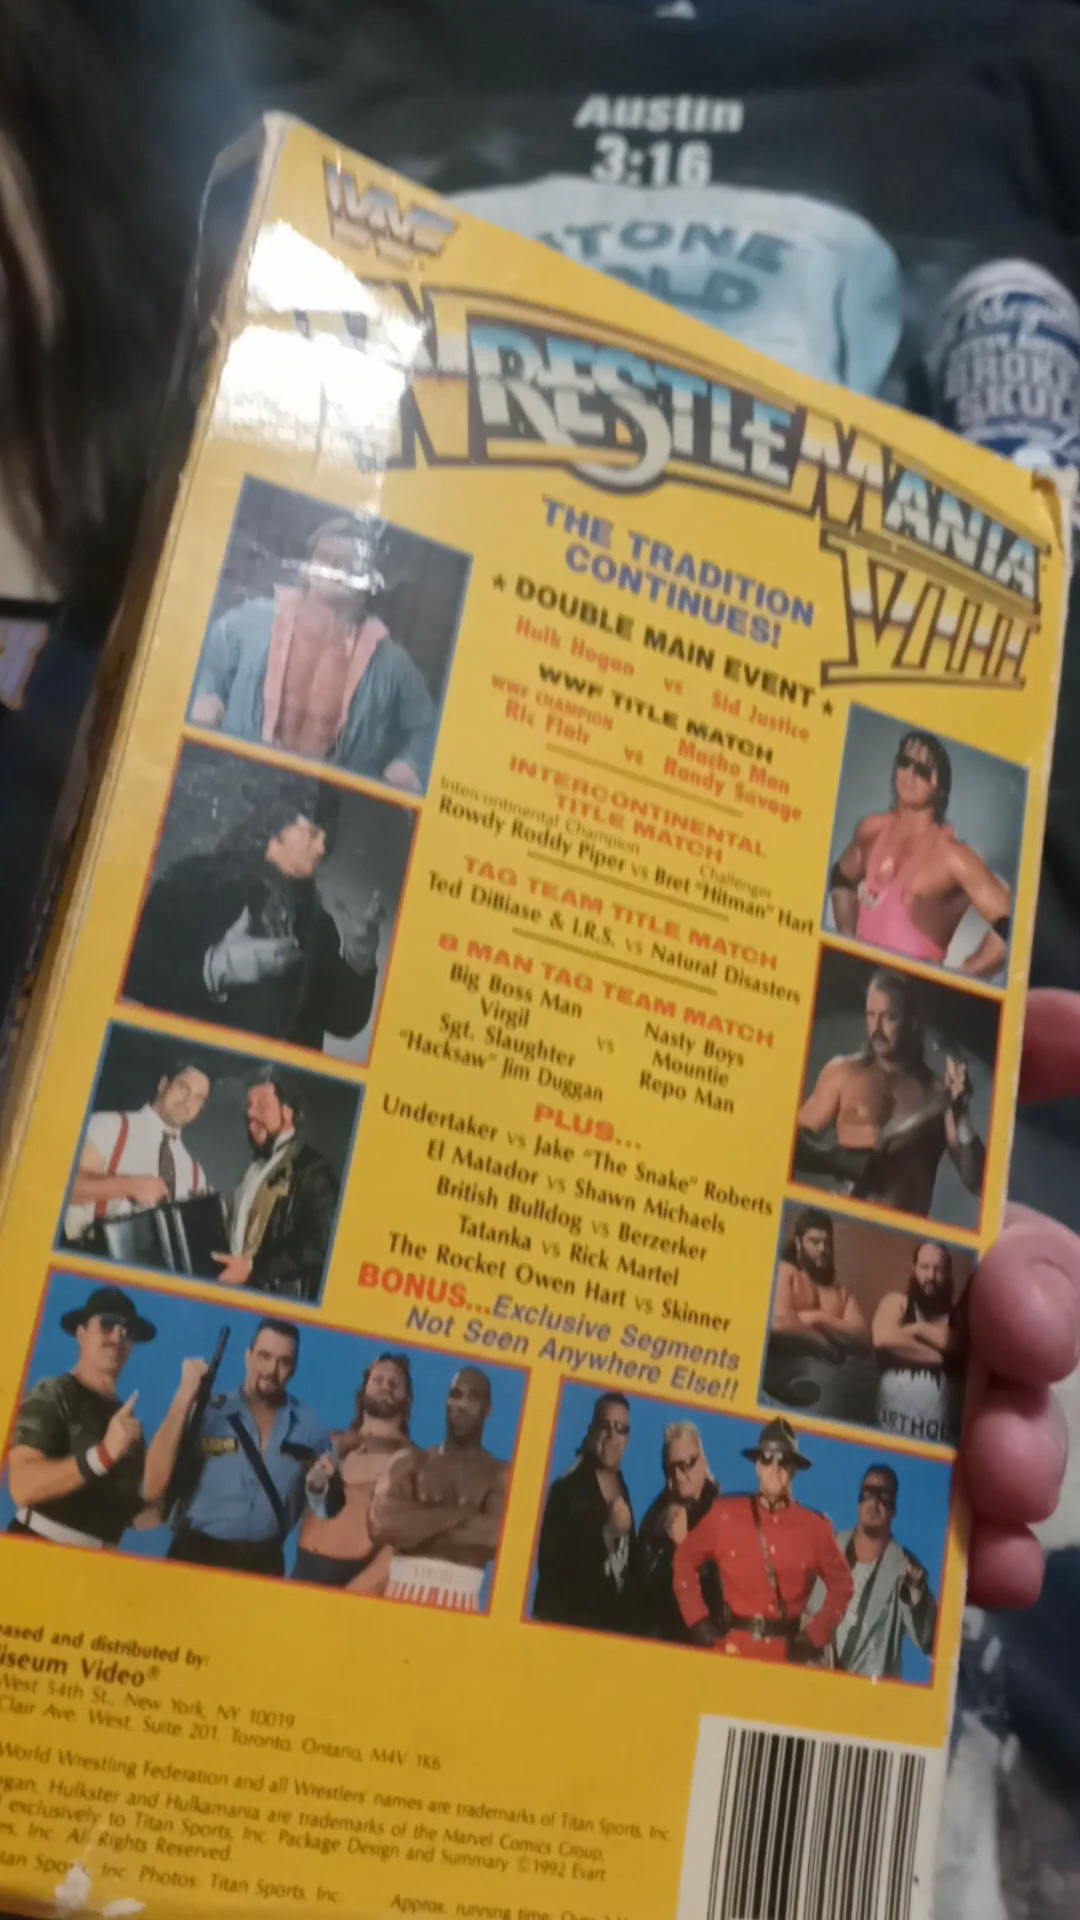 Austin
3:16
STONE
OLD
BROKE
SKUL
WWF
WRESTLEMANIA
VIII
THE TRADITION
CONTINUES!
★ DOUBLE MAIN EVENT ★
Hulk Hogan vs Sid Justice
WWF TITLE MATCH
WWF CHAMPION
Ric Flair vs Macho Man
Randy Savage
INTERCONTINENTAL
TITLE MATCH
Intercontinental Champion Challenger
Rowdy Roddy Piper vs Bret "Hitman" Hart
TAG TEAM TITLE MATCH
Ted DiBiase & I.R.S. vs Natural Disasters
8 MAN TAG TEAM MATCH
Big Boss Man Nasty Boys
Virgil vs Mountie
Sgt. Slaughter Repo Man
"Hacksaw" Jim Duggan
PLUS...
Undertaker vs Jake "The Snake" Roberts
El Matador vs Shawn Michaels
British Bulldog vs Berzerker
Tatanka vs Rick Martel
The Rocket Owen Hart vs Skinner
BONUS...Exclusive Segments
Not Seen Anywhere Else!!
ARTHQU
eased and distributed by:
liseum Video®
West 54th St., New York, NY 10019
Clair Ave. West, Suite 201, Toronto, Ontario, M4V 1K6
World Wrestling Federation and all Wrestlers' names are trademarks of Titan Sports, Inc.
ogan, Hulkster and Hulkamania are trademarks of the Marvel Comics Group,
exclusively to Titan Sports, Inc. Package Design and Summary ©1992 Evart
es, Inc. All Rights Reserved.
itan Sports, Inc. Photos: Titan Sports, Inc.
Approx. running time: